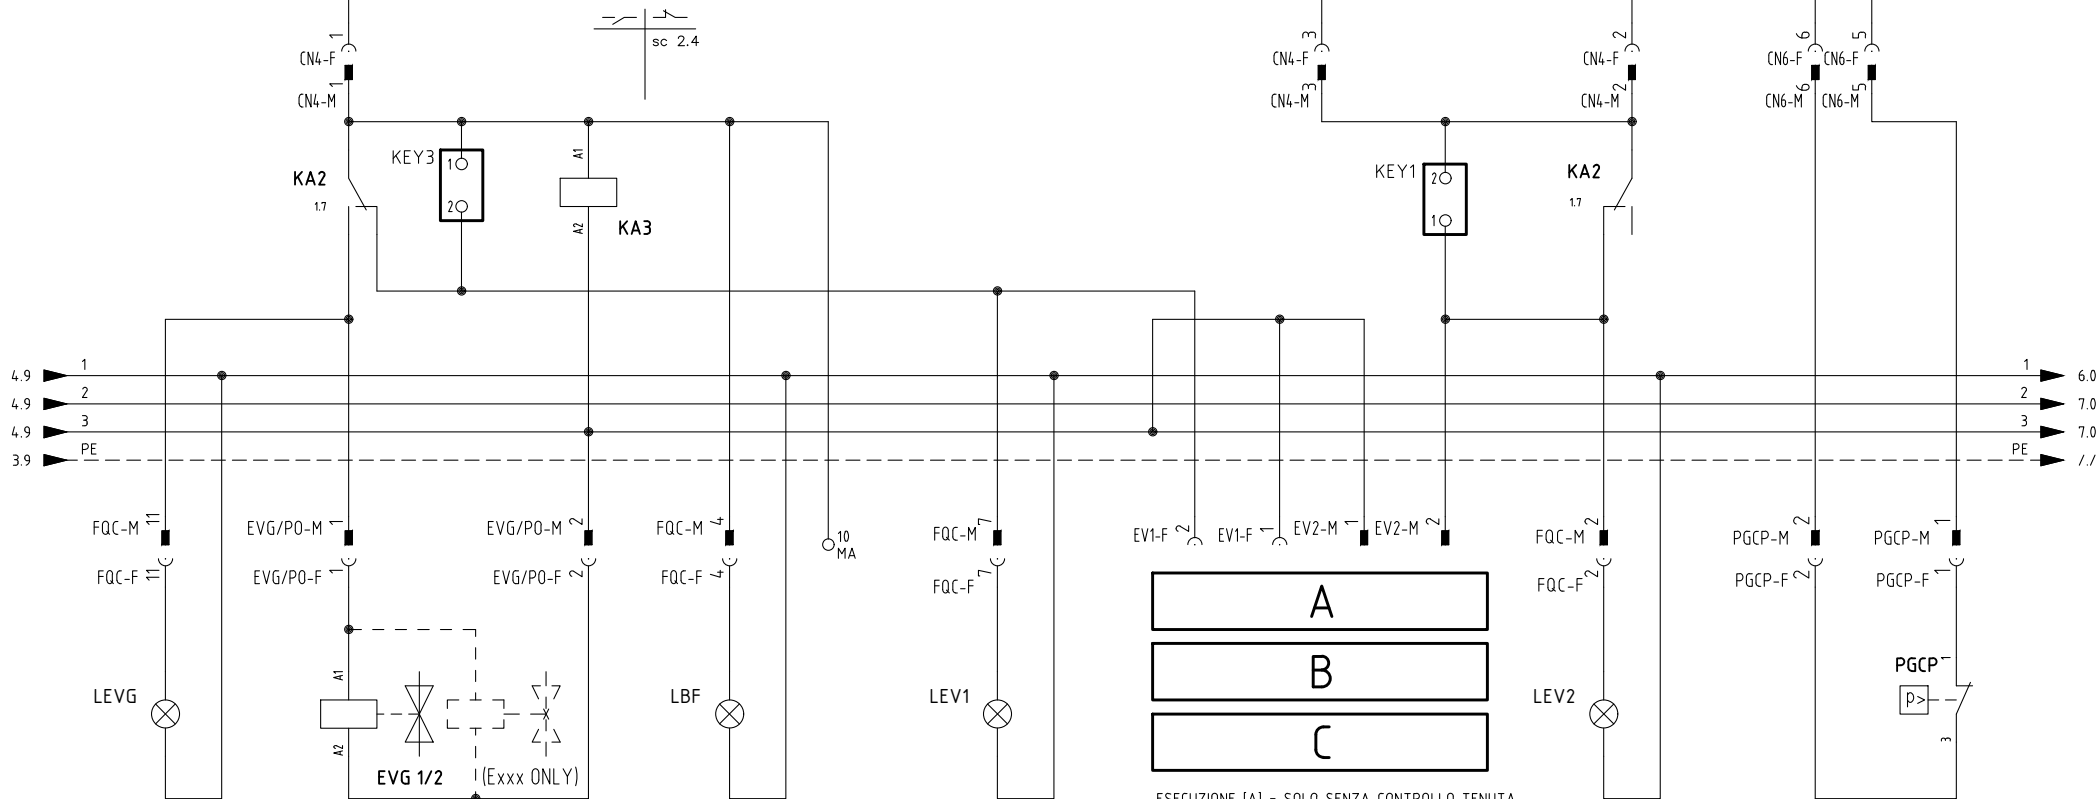 sc 2.4
1 3 2 6 5
CN4-F CN4-F CN4-F CN6-F CN6-F
1 3 2 6 5
CN4-M CN4-M CN4-M CN6-M CN6-M
KEY3 1 A1
KA2 KEY1 2 KA2
1.7 2 1.7
A2 KA3 1
4.9 1 1 6.0
4.9 2 2 7.0
4.9 3 3 7.0
3.9 PE PE /./
FQC-M 11 EVG/PO-M 1 EVG/PO-M 2 FQC-M 4 10 FQC-M 7 EV1-F 2 EV1-F 1 EV2-M 1 EV2-M 2 FQC-M 2 PGCP-M 2 PGCP-M 1
MA
FQC-F 11 EVG/PO-F 1 EVG/PO-F 2 FQC-F 4 FQC-F 7 FQC-F 2 PGCP-F 2 PGCP-F 1
A
B
A1 PGCP 1
LEVG LBF LEV1 LEV2 p>
C
A2 3
EVG 1/2 (Exxx ONLY)
ESECUZIONE [A] - SOLO SENZA CONTROLLO TENUTA